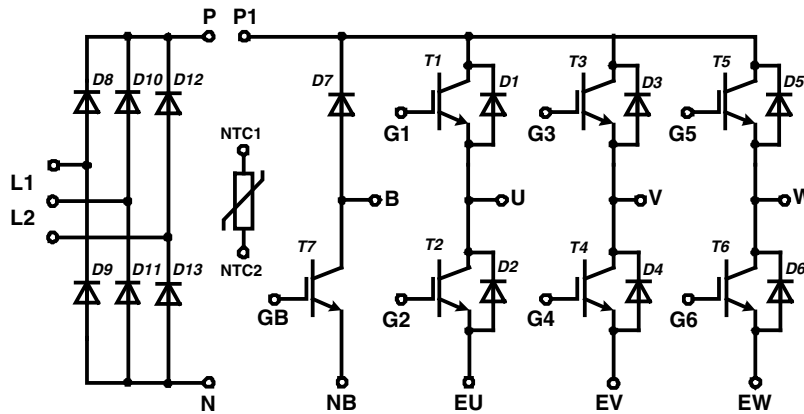 P P1
D8 D10 D12 D7 T1 D1 T3 D3 T5 D5
G1 G3 G5
NTC1
L1
B U V W
L2
NTC2
D9 D11 D13 T7 T2 D2 T4 D4 T6 D6
GB G2 G4 G6
N NB EU EV EW